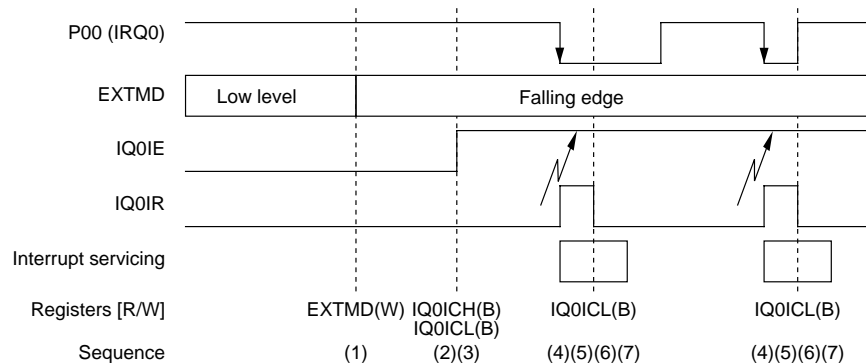 P00 (IRQ0)
EXTMD Low level Falling edge
IQ0IE
IQ0IR
Interrupt servicing
Registers [R/W] EXTMD(W) IQ0ICH(B) IQ0ICL(B) IQ0ICL(B)
IQ0ICL(B)
Sequence (1) (2)(3) (4)(5)(6)(7) (4)(5)(6)(7)